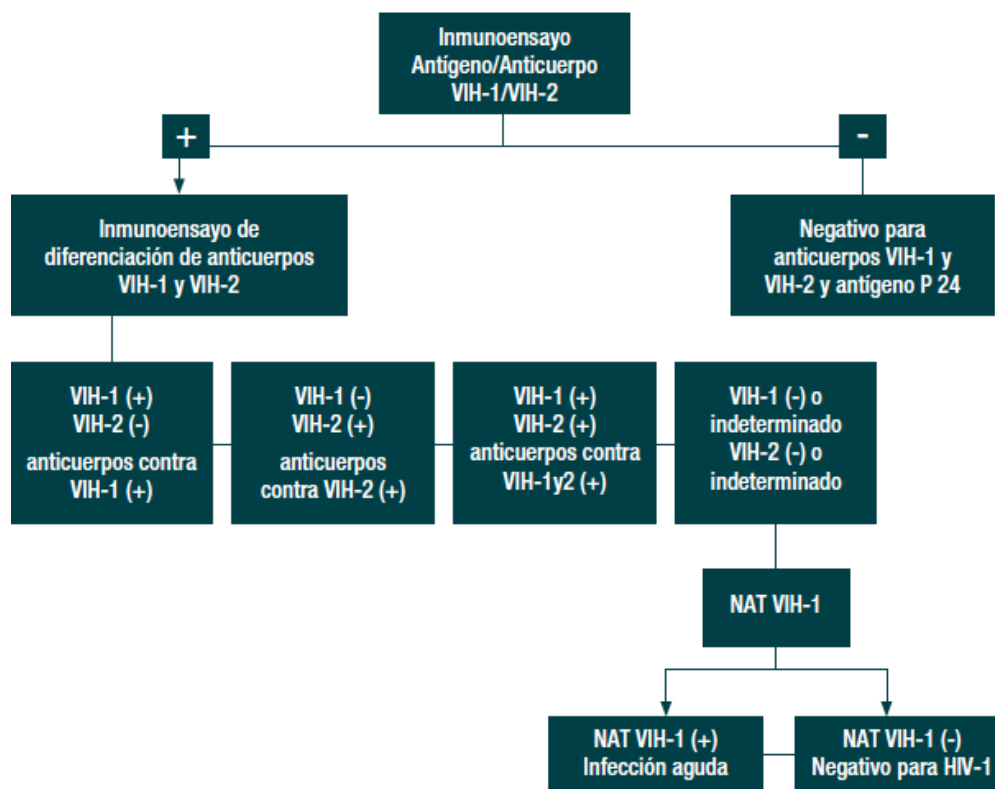 Inmunoensayo
Antígeno/Anticuerpo
VIH-1/VIH-2
+
-
Inmunoensayo de
diferenciación de anticuerpos
VIH-1 y VIH-2
Negativo para
anticuerpos VIH-1 y
VIH-2 y antígeno P 24
VIH-1 (+)
VIH-2 (-)
anticuerpos contra
VIH-1 (+)
VIH-1 (-)
VIH-2 (+)
anticuerpos
contra VIH-2 (+)
VIH-1 (+)
VIH-2 (+)
anticuerpos contra
VIH-1y2 (+)
VIH-1 (-) o
indeterminado
VIH-2 (-) o
indeterminado
NAT VIH-1
NAT VIH-1 (+)
Infección aguda
NAT VIH-1 (-)
Negativo para HIV-1